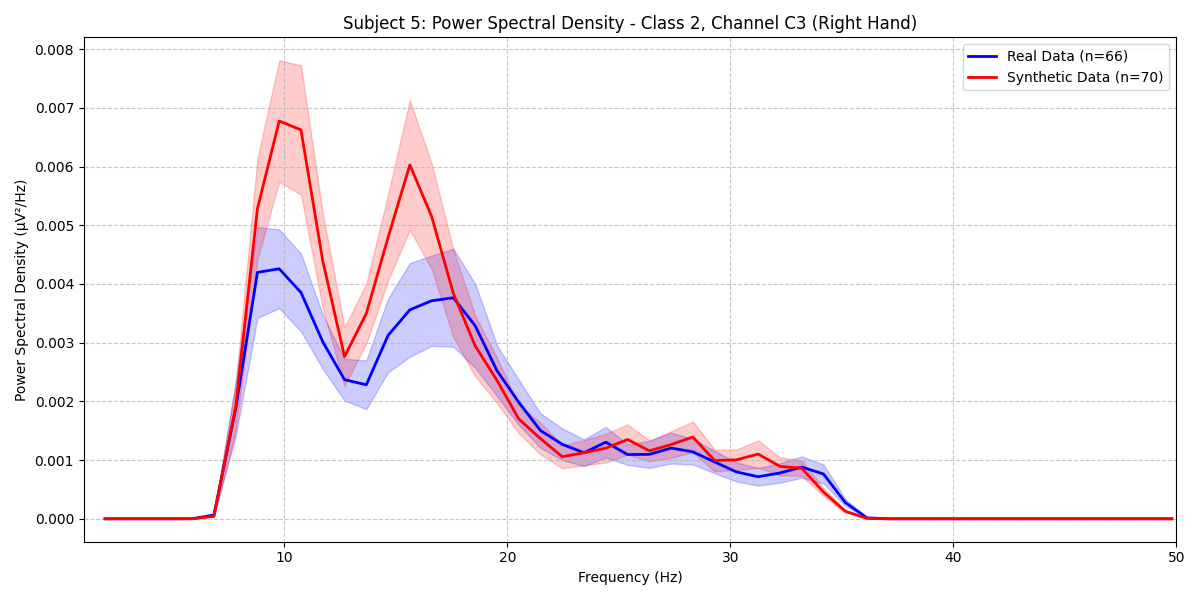 Subject 5: Power Spectral Density - Class 2, Channel C3 (Right Hand)
Real Data (n=66)
Synthetic Data (n=70)
Power Spectral Density (μV²/Hz)
0.008
0.007
0.006
0.005
0.004
0.003
0.002
0.001
0.000
10
20
30
40
50
Frequency (Hz)